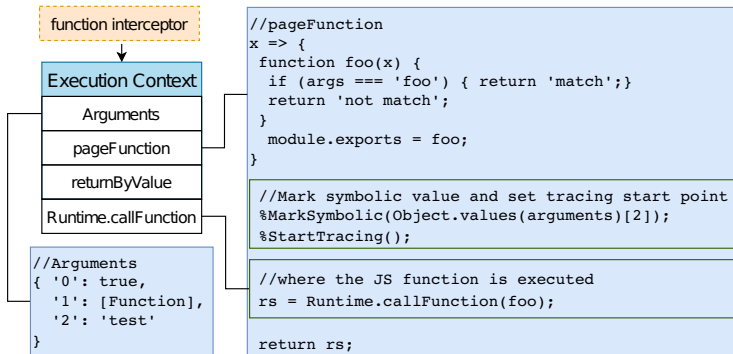 function interceptor
Execution Context
Arguments
pageFunction
returnByValue
Runtime.callFunction
//Arguments
{ '0': true,
'1': [Function],
'2': 'test'
}
//pageFunction
x => {
function foo(x) {
if (args === 'foo') { return 'match';}
return 'not match';
}
module.exports = foo;
}
//Mark symbolic value and set tracing start point
%MarkSymbolic(Object.values(arguments)[2]);
%StartTracing();
//where the JS function is executed
rs = Runtime.callFunction(foo);
return rs;